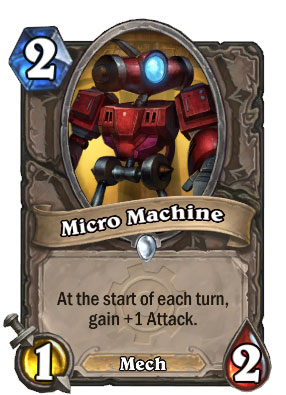 2
Micro Machine
At the start of each turn,
gain +1 Attack.
1
Mech
2